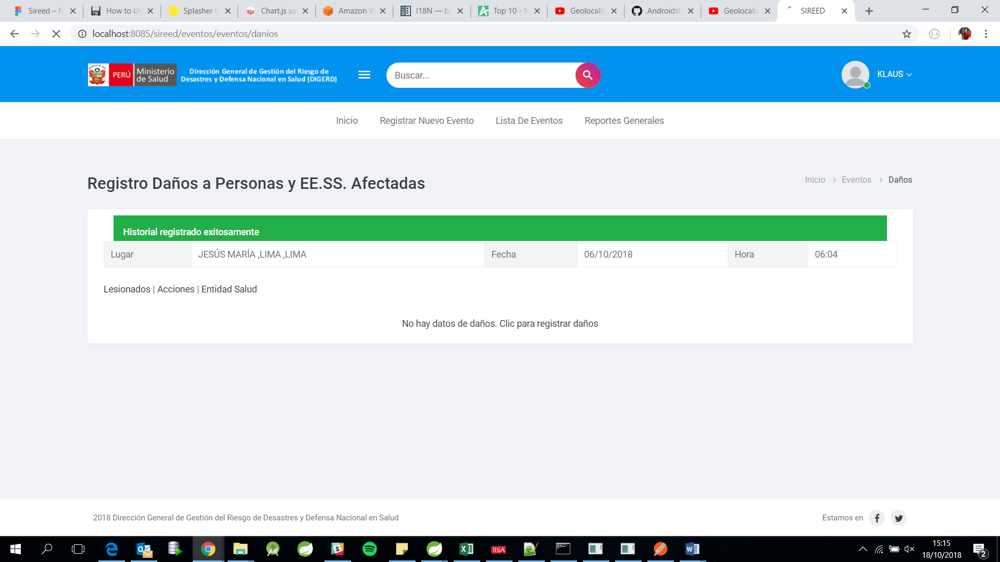 Sireed – Fi
How to Us
Splasher
Chart.js sa
Amazon W
I18N — bo
Top 10 - M
Geolocaliz
Androidstu
Geolocaliz
SIREED
localhost:8085/sireed/eventos/eventos/danios
PERÚ
Ministerio
de Salud
Dirección General de Gestión del Riesgo de
Desastres y Defensa Nacional en Salud (DIGERD)
Buscar...
KLAUS
Inicio
Registrar Nuevo Evento
Lista De Eventos
Reportes Generales
Registro Daños a Personas y EE.SS. Afectadas
Inicio > Eventos > Daños
Historial registrado exitosamente
Lugar JESÚS MARÍA ,LIMA ,LIMA Fecha 06/10/2018 Hora 06:04
Lesionados | Acciones | Entidad Salud
No hay datos de daños. Clic para registrar daños
2018 Dirección General de Gestión del Riesgo de Desastres y Defensa Nacional en Salud
Estamos en
RSA
15:15
18/10/2018
2